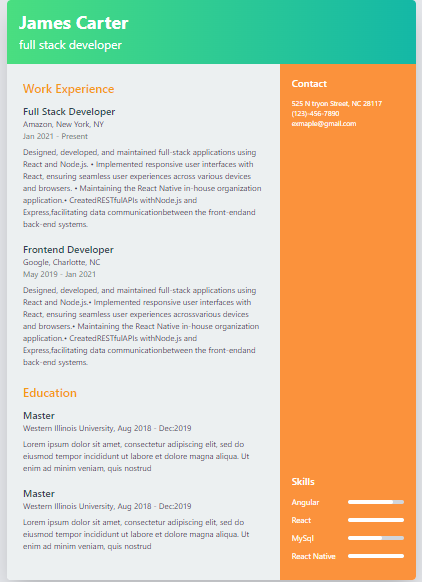 James Carter
full stack developer
Work Experience
Full Stack Developer
Amazon, New York, NY
Jan 2021 - Present
Designed, developed, and maintained full-stack applications using
React and Node.js. • Implemented responsive user interfaces with
React, ensuring seamless user experiences across various devices
and browsers. • Maintaining the React Native in-house organization
application.• CreatedRESTfulAPIs withNode.js and
Express,facilitating data communicationbetween the front-endand
back-end systems.
Frontend Developer
Google, Charlotte, NC
May 2019 - Jan 2021
Designed, developed, and maintained full-stack applications using
React and Node.js.• Implemented responsive user interfaces with
React, ensuring seamless user experiences acrossvarious devices
and browsers.• Maintaining the React Native in-house organization
application.• CreatedRESTfulAPIs withNode.js and
Express,facilitating data communicationbetween the front-endand
back-end systems.
Education
Master
Western Illinois University, Aug 2018 - Dec2019
Lorem ipsum dolor sit amet, consectetur adipiscing elit, sed do
eiusmod tempor incididunt ut labore et dolore magna aliqua. Ut
enim ad minim veniam, quis nostrud
Master
Western Illinois University, Aug 2018 - Dec2019
Lorem ipsum dolor sit amet, consectetur adipiscing elit, sed do
eiusmod tempor incididunt ut labore et dolore magna aliqua. Ut
enim ad minim veniam, quis nostrud
Contact
525 N tryon Street, NC 28117
(123)-456-7890
exmaple@gmail.com
Skills
Angular
React
MySql
React Native